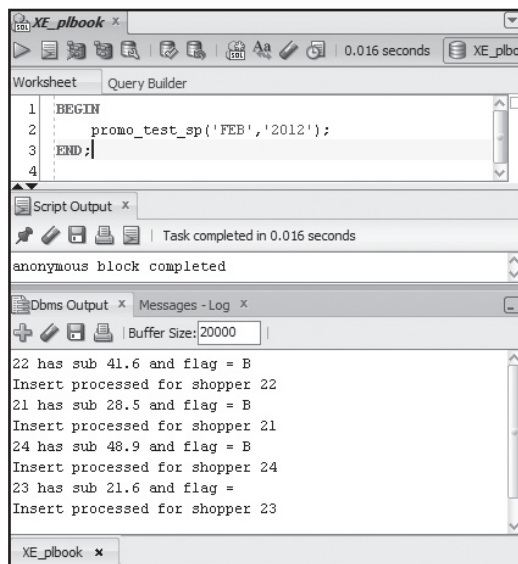 XE_plbook x
SQL Aa 0.016 seconds XE_plbo
Worksheet Query Builder
1 BEGIN
2 promo_test_sp('FEB','2012');
3 END;
4
Script Output x
Task completed in 0.016 seconds
anonymous block completed
Dbms Output x Messages - Log x
Buffer Size: 20000
22 has sub 41.6 and flag = B
Insert processed for shopper 22
21 has sub 28.5 and flag = B
Insert processed for shopper 21
24 has sub 48.9 and flag = B
Insert processed for shopper 24
23 has sub 21.6 and flag =
Insert processed for shopper 23
XE_plbook x